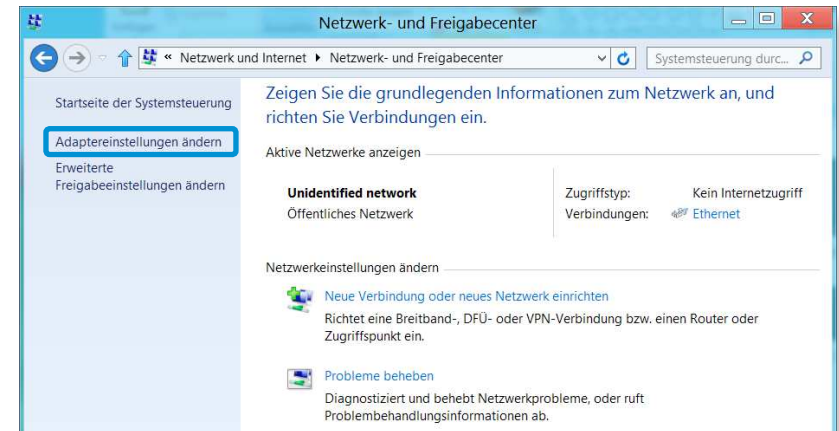 Netzwerk- und Freigabecenter
« Netzwerk und Internet Netzwerk- und Freigabecenter
Systemsteuerung durc...
Startseite der Systemsteuerung
Adaptereinstellungen ändern
Erweiterte
Freigabeeinstellungen ändern
Zeigen Sie die grundlegenden Informationen zum Netzwerk an, und
richten Sie Verbindungen ein.
Aktive Netzwerke anzeigen
Unidentified network
Öffentliches Netzwerk
Zugriffstyp: Kein Internetzugriff
Verbindungen: Ethernet
Netzwerkeinstellungen ändern
Neue Verbindung oder neues Netzwerk einrichten
Richtet eine Breitband-, DFÜ- oder VPN-Verbindung bzw. einen Router oder
Zugriffspunkt ein.
Probleme beheben
Diagnostiziert und behebt Netzwerkprobleme, oder ruft
Problembehandlungsinformationen ab.